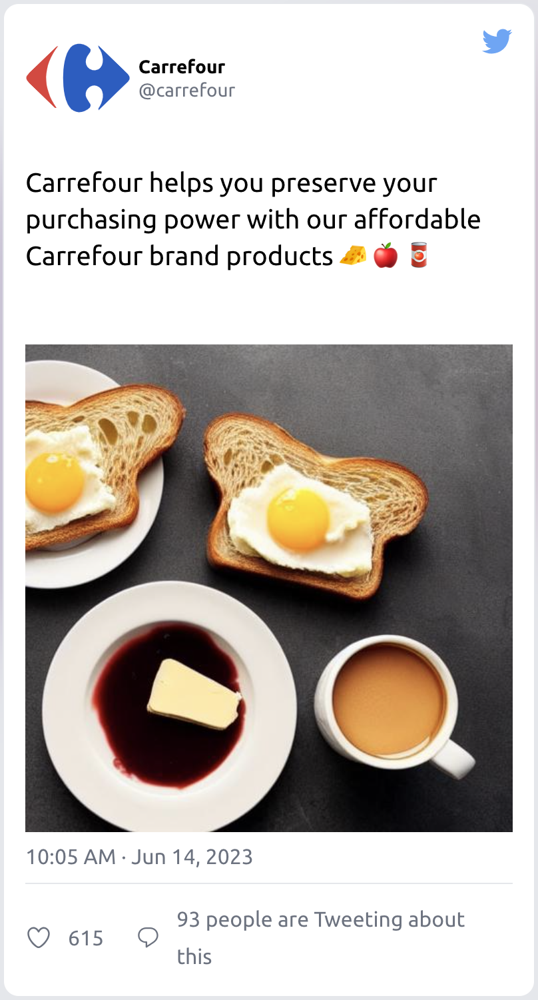 Carrefour
@carrefour
Carrefour helps you preserve your
purchasing power with our affordable
Carrefour brand products 🧀 🍎 🥫
10:05 AM · Jun 14, 2023
615
93 people are Tweeting about
this